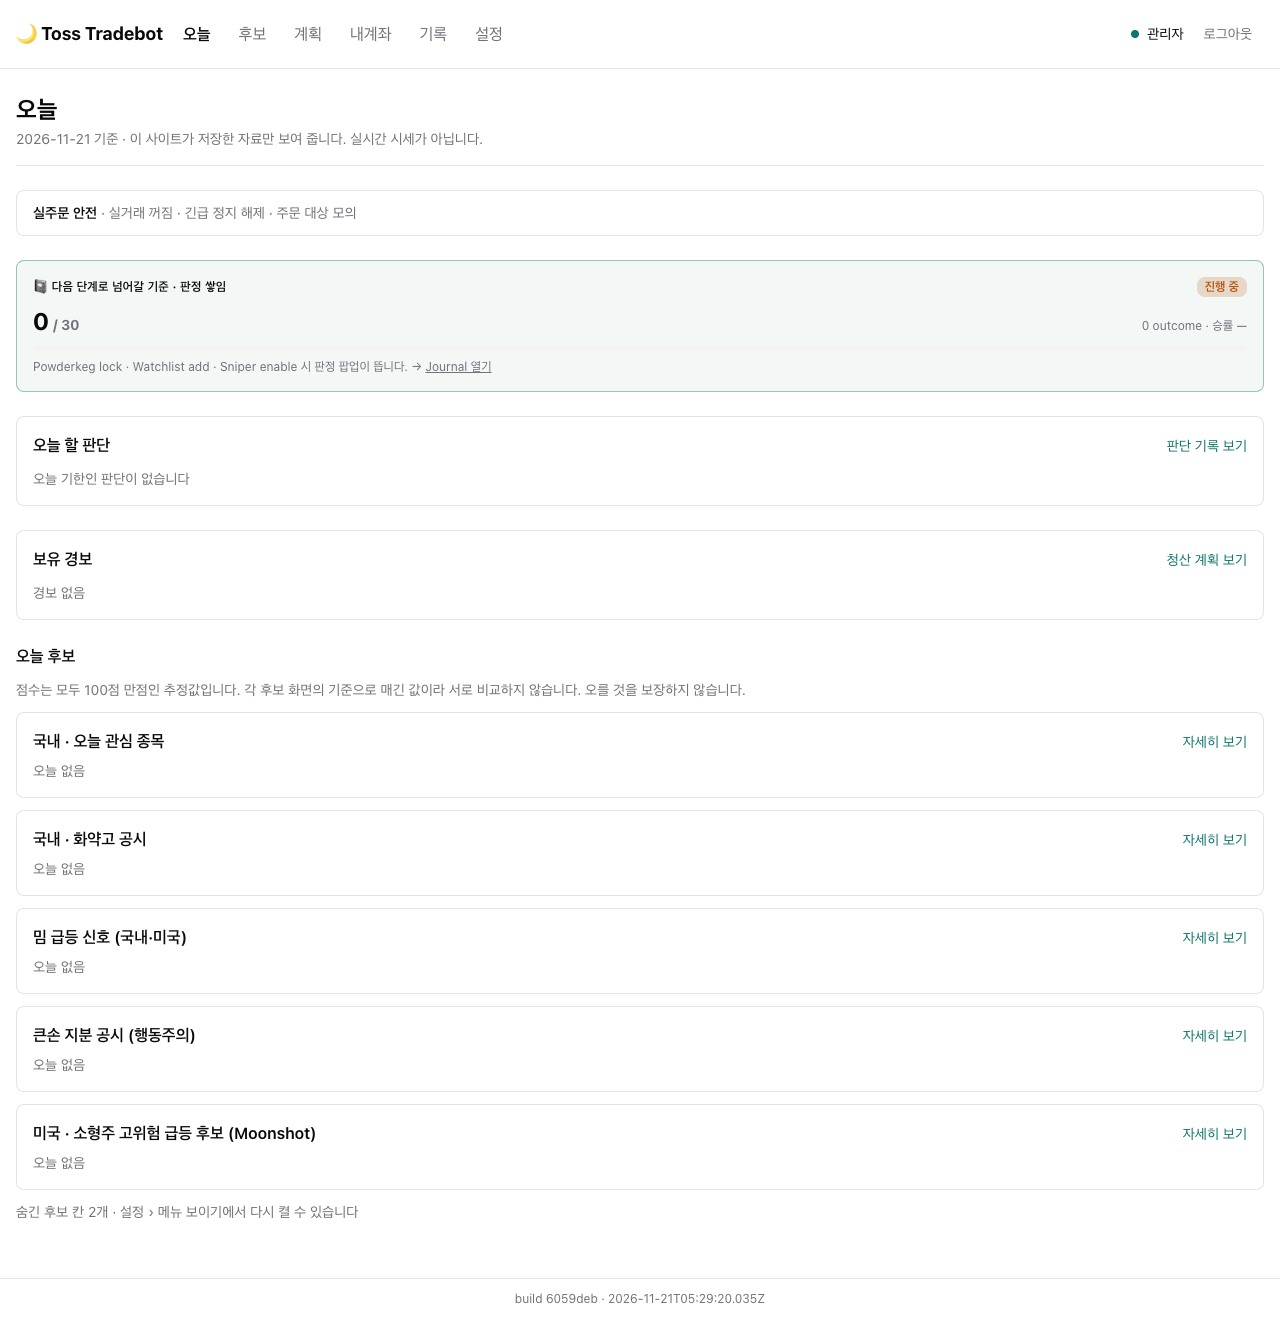 🌙 Toss Tradebot 오늘 후보 계획 내계좌 기록 설정 관리자 로그아웃
오늘
2026-11-21 기준 · 이 사이트가 저장한 자료만 보여 줍니다. 실시간 시세가 아닙니다.
실주문 안전 · 실거래 꺼짐 · 긴급 정지 해제 · 주문 대상 모의
📓 다음 단계로 넘어갈 기준 · 판정 쌓임 진행 중
0 / 30 0 outcome · 승률 —
Powderkeg lock · Watchlist add · Sniper enable 시 판정 팝업이 뜹니다. → Journal 열기
오늘 할 판단 판단 기록 보기
오늘 기한인 판단이 없습니다
보유 경보 청산 계획 보기
경보 없음
오늘 후보
점수는 모두 100점 만점인 추정값입니다. 각 후보 화면의 기준으로 매긴 값이라 서로 비교하지 않습니다. 오를 것을 보장하지 않습니다.
국내 · 오늘 관심 종목 자세히 보기
오늘 없음
국내 · 화약고 공시 자세히 보기
오늘 없음
밈 급등 신호 (국내·미국) 자세히 보기
오늘 없음
큰손 지분 공시 (행동주의) 자세히 보기
오늘 없음
미국 · 소형주 고위험 급등 후보 (Moonshot) 자세히 보기
오늘 없음
숨긴 후보 칸 2개 · 설정 › 메뉴 보이기에서 다시 켤 수 있습니다
build 6059deb · 2026-11-21T05:29:20.035Z